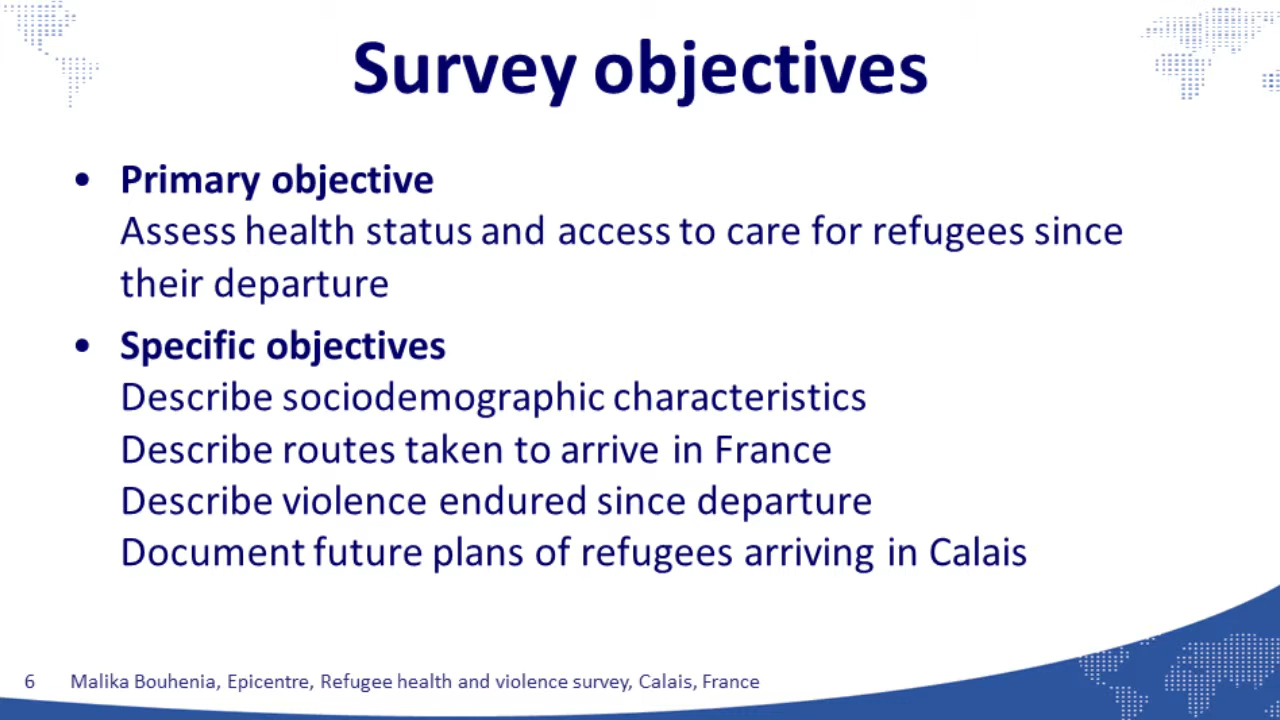 Survey objectives
• Primary objective
Assess health status and access to care for refugees since
their departure
• Specific objectives
Describe sociodemographic characteristics
Describe routes taken to arrive in France
Describe violence endured since departure
Document future plans of refugees arriving in Calais
6 Malika Bouhenia, Epicentre, Refugee health and violence survey, Calais, France